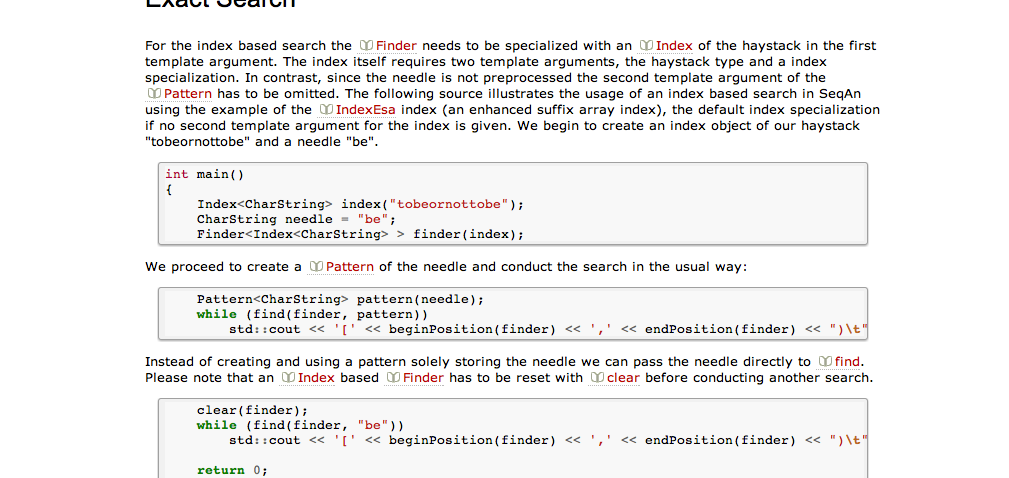 Exact Search
For the index based search the Finder needs to be specialized with an Index of the haystack in the first
template argument. The index itself requires two template arguments, the haystack type and a index
specialization. In contrast, since the needle is not preprocessed the second template argument of the
Pattern has to be omitted. The following source illustrates the usage of an index based search in SeqAn
using the example of the IndexEsa index (an enhanced suffix array index), the default index specialization
if no second template argument for the index is given. We begin to create an index object of our haystack
"tobeornottobe" and a needle "be".
int main()
{
Index<CharString> index("tobeornottobe");
CharString needle = "be";
Finder<Index<CharString> > finder(index);
We proceed to create a Pattern of the needle and conduct the search in the usual way:
Pattern<CharString> pattern(needle);
while (find(finder, pattern))
std::cout << '[' << beginPosition(finder) << ',' << endPosition(finder) << ")\t"
Instead of creating and using a pattern solely storing the needle we can pass the needle directly to find.
Please note that an Index based Finder has to be reset with clear before conducting another search.
clear(finder);
while (find(finder, "be"))
std::cout << '[' << beginPosition(finder) << ',' << endPosition(finder) << ")\t"
return 0;